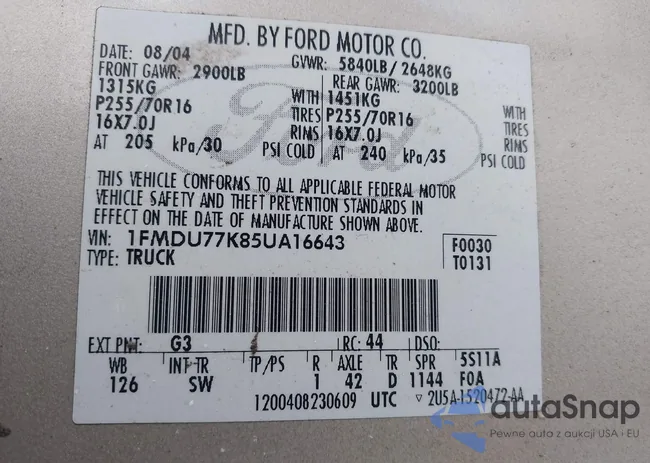 MFD. BY FORD MOTOR CO.
DATE: 08/04 GVWR: 5840LB/ 2648KG
FRONT GAWR: 2900LB REAR GAWR: 3200LB
1315KG WITH 1451KG WITH
P255/70R16 TIRES P255/70R16 TIRES
16X7.0J RIMS 16X7.0J RIMS
AT 205 kPa/30 PSI COLD AT 240 kPa/35 PSI COLD
Ford
THIS VEHICLE CONFORMS TO ALL APPLICABLE FEDERAL MOTOR
VEHICLE SAFETY AND THEFT PREVENTION STANDARDS IN
EFFECT ON THE DATE OF MANUFACTURE SHOWN ABOVE.
VIN: 1FMDU77K85UA16643 F0030
TYPE: TRUCK T0131
EXT PNT: G3 RC: 44 DSO:
WB INT TR TP/PS R AXLE TR SPR 5S11A
126 SW 1 42 D 1144 F0A
1200408230609 UTC ▽ 2U5A-1520472-AA
autaSnap
Pewne auta z aukcji USA - EU